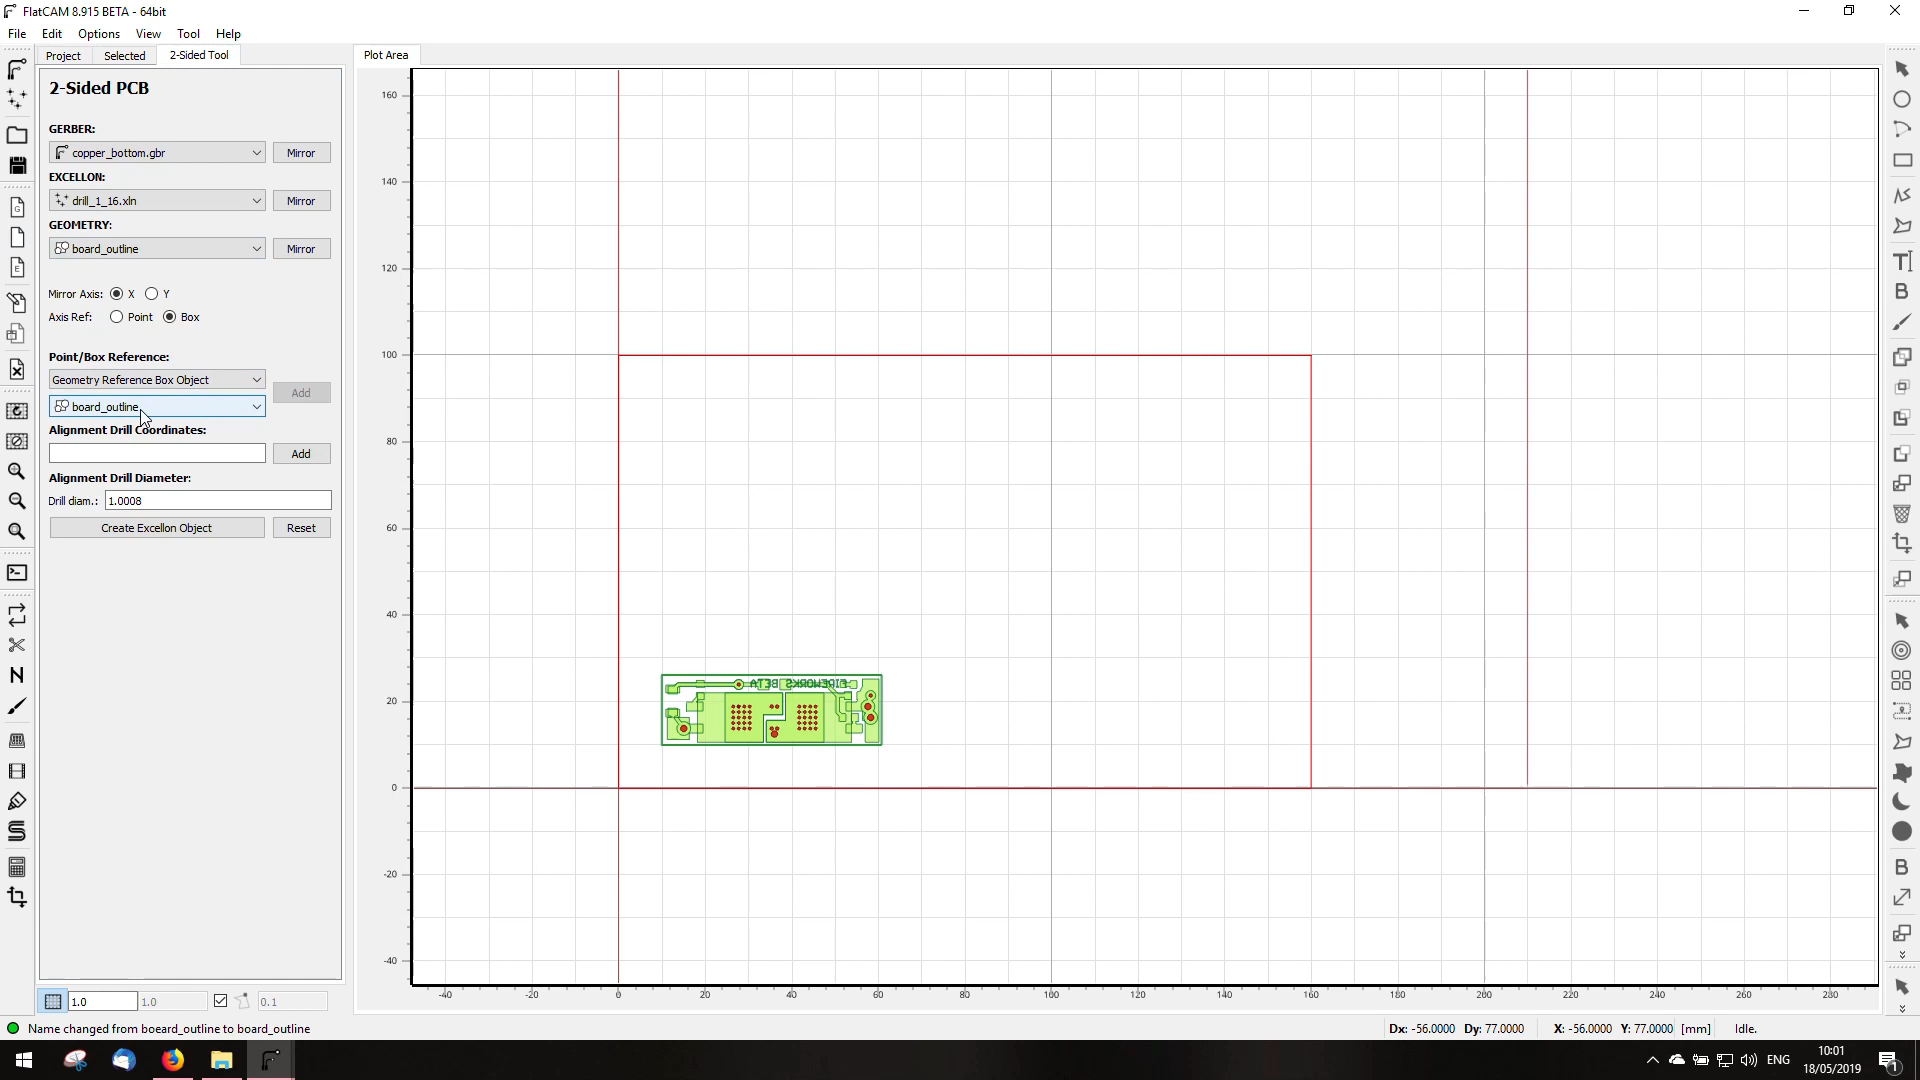 FlatCAM 8.915 BETA - 64bit
File Edit Options View Tool Help
Project Selected 2-Sided Tool
Plot Area
2-Sided PCB
GERBER:
copper_bottom.gbr Mirror
EXCELLON:
drill_1_16.xln Mirror
GEOMETRY:
board_outline Mirror
Mirror Axis: X Y
Axis Ref: Point Box
Point/Box Reference:
Geometry Reference Box Object
Add
board_outline
Alignment Drill Coordinates:
Add
Alignment Drill Diameter:
Drill diam.: 1.0008
Create Excellon Object Reset
160
140
120
100
80
60
40
20
0
-20
-40
FIREWORKS BETA
-40 -20 0 20 40 60 80 100 120 140 160 180 200 220 240 260 280
1.0 1.0 0.1
Name changed from boeard_outline to board_outline
Dx: -56.0000 Dy: 77.0000 X: -56.0000 Y: 77.0000 [mm] Idle.
ENG
10:01
18/05/2019
1